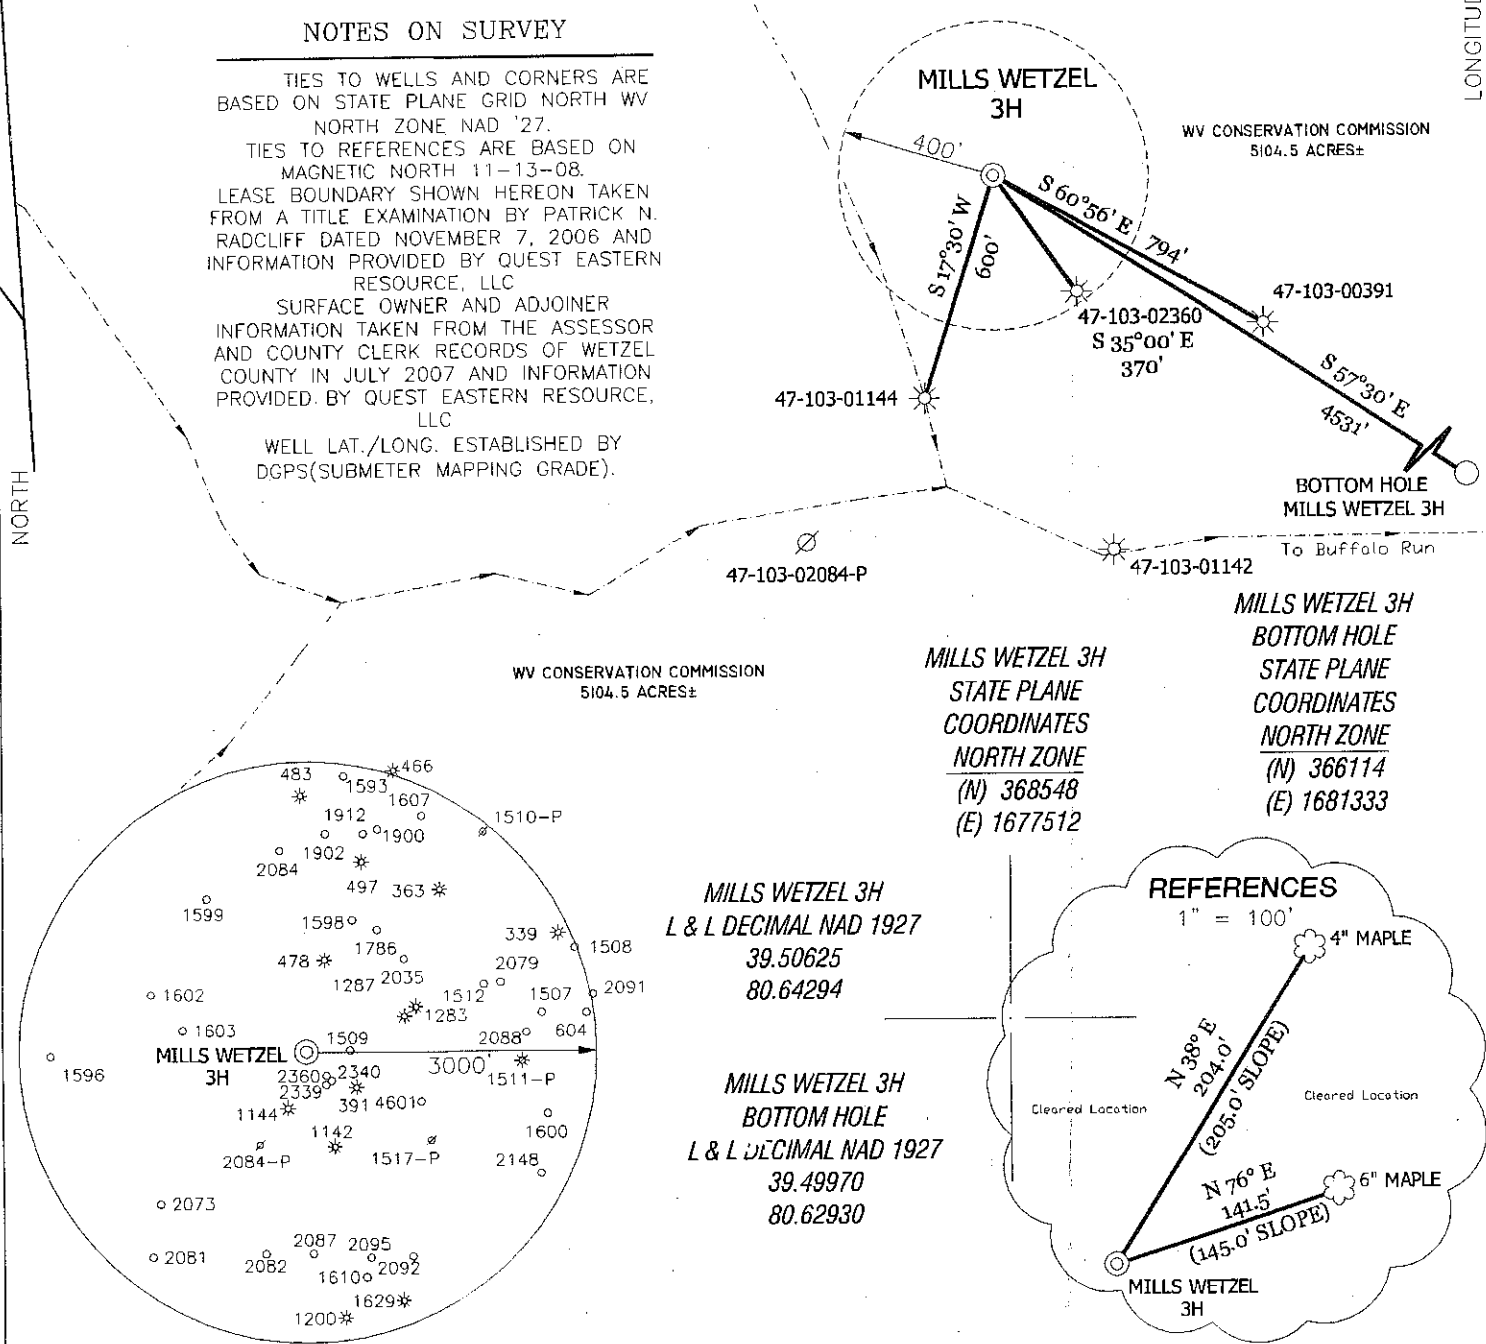 NOTES ON SURVEY
TIES TO WELLS AND CORNERS ARE
BASED ON STATE PLANE GRID NORTH WV
NORTH ZONE NAD '27.
TIES TO REFERENCES ARE BASED ON
MAGNETIC NORTH 11-13-08.
LEASE BOUNDARY SHOWN HEREON TAKEN
FROM A TITLE EXAMINATION BY PATRICK N.
RADCLIFF DATED NOVEMBER 7, 2006 AND
INFORMATION PROVIDED BY QUEST EASTERN
RESOURCE, LLC
SURFACE OWNER AND ADJOINER
INFORMATION TAKEN FROM THE ASSESSOR
AND COUNTY CLERK RECORDS OF WETZEL
COUNTY IN JULY 2007 AND INFORMATION
PROVIDED BY QUEST EASTERN RESOURCE,
LLC
WELL LAT./LONG. ESTABLISHED BY
DGPS(SUBMETER MAPPING GRADE).
NORTH
MILLS WETZEL
3H
400'
WV CONSERVATION COMMISSION
5104.5 ACRES±
S 17°30' W
600'
S 60°56' E 794'
47-103-00391
47-103-02360
S 35°00' E
370'
47-103-01144
S 57°30' E
4531'
BOTTOM HOLE
MILLS WETZEL 3H
To Buffalo Run
47-103-02084-P
47-103-01142
WV CONSERVATION COMMISSION
5104.5 ACRES±
MILLS WETZEL 3H
STATE PLANE
COORDINATES
NORTH ZONE
(N) 368548
(E) 1677512
MILLS WETZEL 3H
BOTTOM HOLE
STATE PLANE
COORDINATES
NORTH ZONE
(N) 366114
(E) 1681333
MILLS WETZEL 3H
L & L DECIMAL NAD 1927
39.50625
80.64294
MILLS WETZEL 3H
BOTTOM HOLE
L & L DECIMAL NAD 1927
39.49970
80.62930
483
466
1593
1607
1912
1900
1510-P
1902
2084
497
363
1599
1598
1786
339
1508
478
2035
2079
1287
1512
1507
2091
1602
1283
1603
1509
2088
604
MILLS WETZEL
3H
3000'
1596
2360
2340
1511-P
2339
391
4601
1144
1142
1600
2084-P
1517-P
2148
2073
2087
2095
2081
2082
2092
1610
1629
1200
REFERENCES
1" = 100'
4" MAPLE
N 38° E
204.0'
(205.0' SLOPE)
Cleared Location
Cleared Location
N 76° E
141.5'
(145.0' SLOPE)
6" MAPLE
MILLS WETZEL
3H